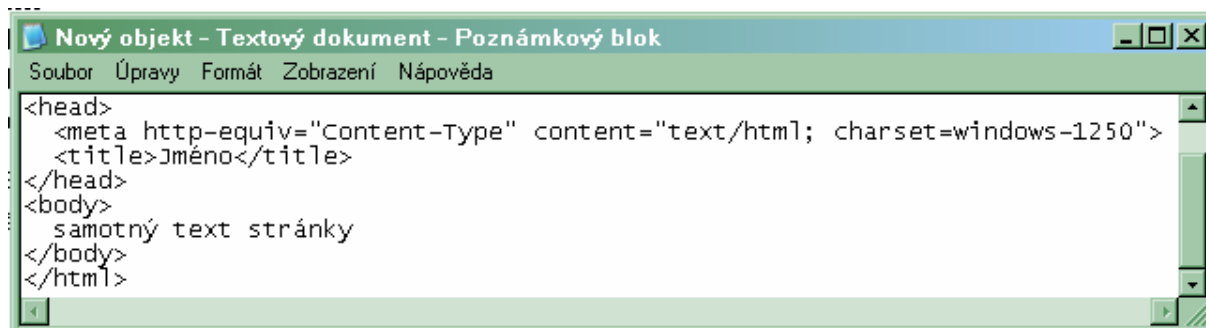 Nový objekt - Textový dokument - Poznámkový blok
Soubor Úpravy Formát Zobrazení Nápověda
<head>
  <meta http-equiv="Content-Type" content="text/html; charset=windows-1250">
  <title>Jméno</title>
</head>
<body>
  samotný text stránky
</body>
</html>